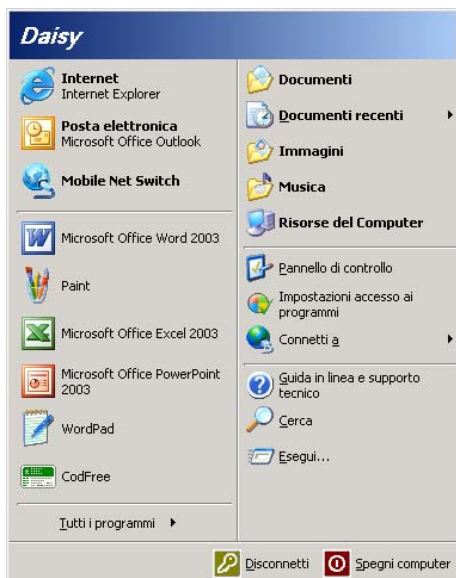 Daisy
Internet
Internet Explorer
Posta elettronica
Microsoft Office Outlook
Mobile Net Switch
Microsoft Office Word 2003
Paint
Microsoft Office Excel 2003
Microsoft Office PowerPoint
2003
WordPad
CodFree
Tutti i programmi
Documenti
Documenti recenti
Immagini
Musica
Risorse del Computer
Pannello di controllo
Impostazioni accesso ai
programmi
Connetti a
Guida in linea e supporto
tecnico
Cerca
Esegui...
Disconnetti
Spegni computer